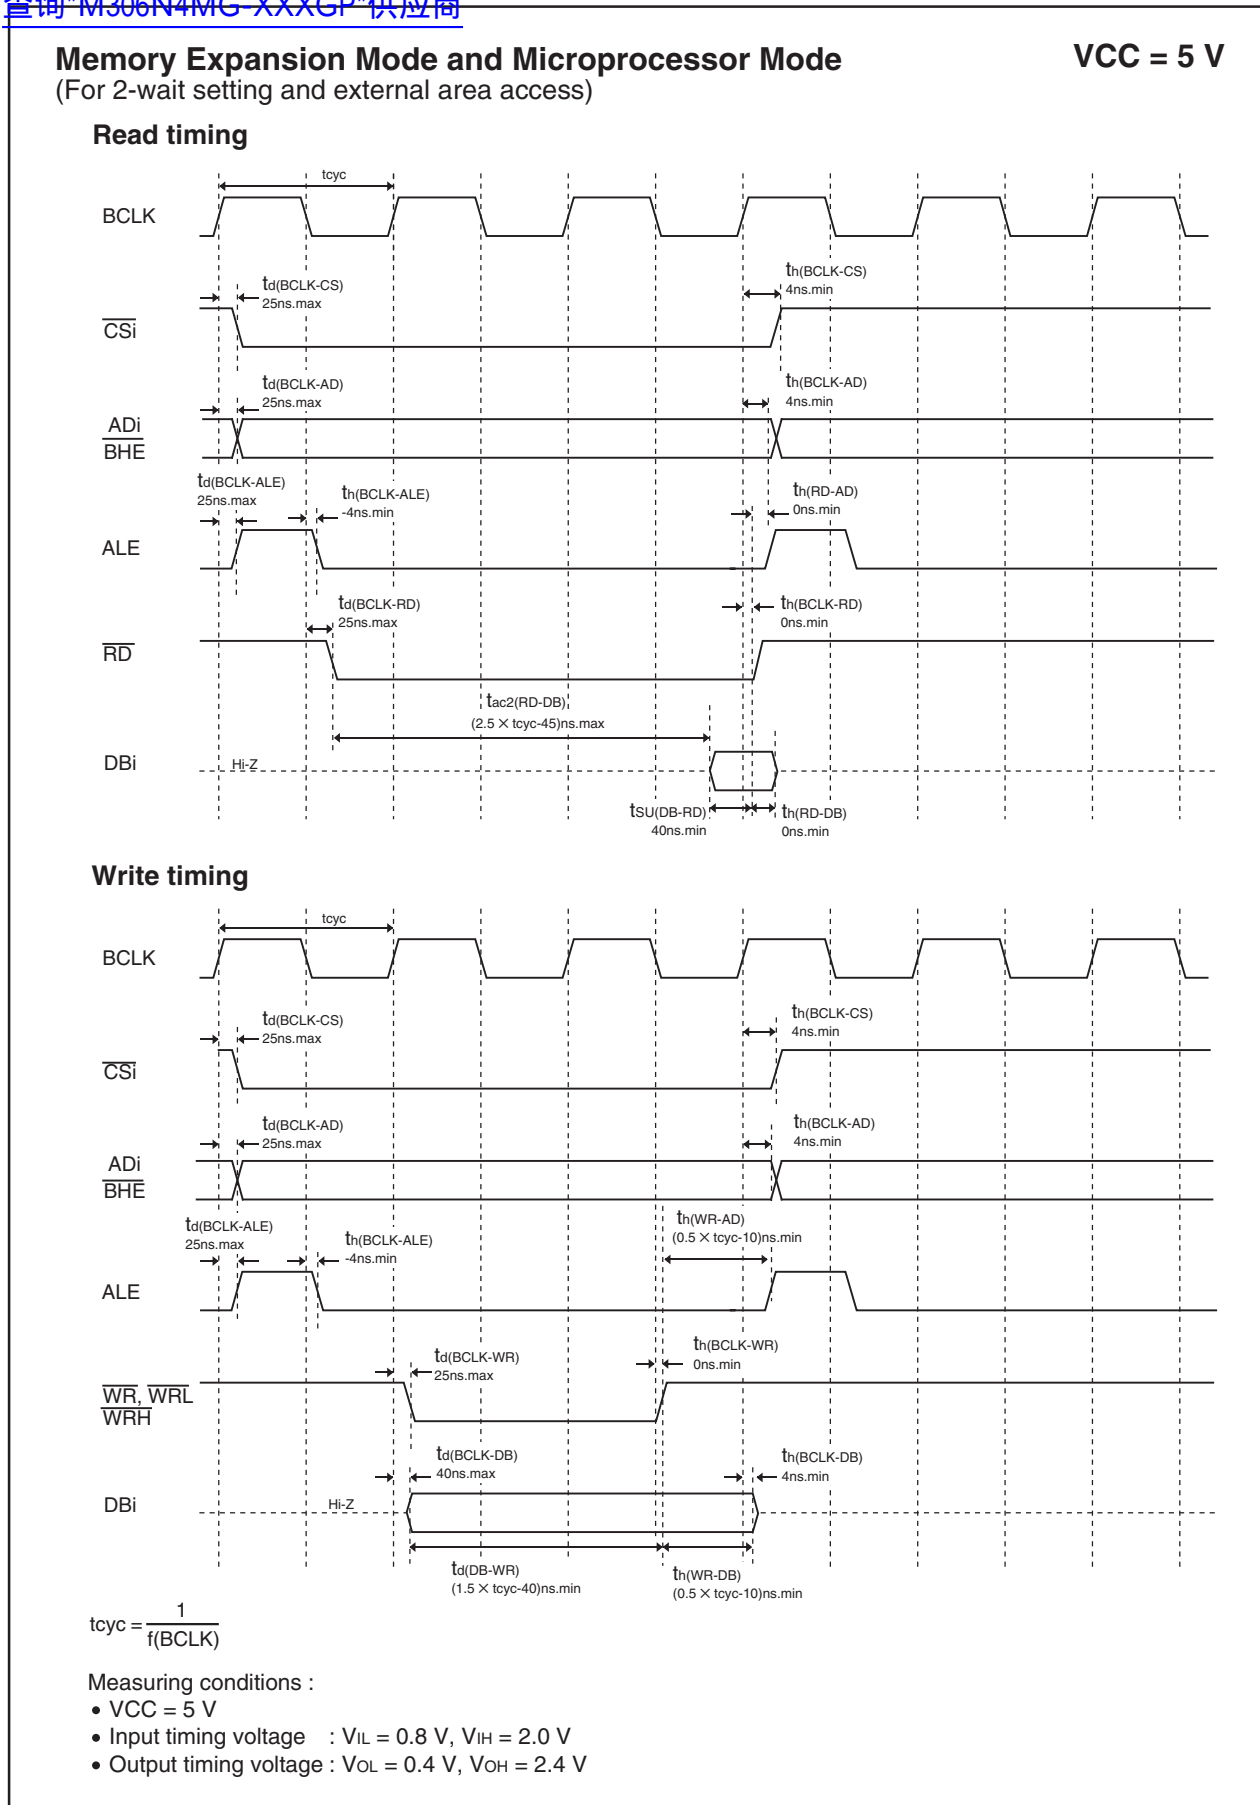 查询"M306N4MG-XXXGP"供应商
Memory Expansion Mode and Microprocessor Mode
VCC = 5 V
(For 2-wait setting and external area access)
Read timing
tcyc
BCLK
td(BCLK-CS)
25ns.max
th(BCLK-CS)
4ns.min
CSi
td(BCLK-AD)
25ns.max
th(BCLK-AD)
4ns.min
ADi
BHE
td(BCLK-ALE)
25ns.max
th(BCLK-ALE)
-4ns.min
th(RD-AD)
0ns.min
ALE
td(BCLK-RD)
25ns.max
th(BCLK-RD)
0ns.min
RD
tac2(RD-DB)
(2.5 × tcyc-45)ns.max
DBi
Hi-Z
tSU(DB-RD)
40ns.min
th(RD-DB)
0ns.min
Write timing
tcyc
BCLK
td(BCLK-CS)
25ns.max
th(BCLK-CS)
4ns.min
CSi
td(BCLK-AD)
25ns.max
th(BCLK-AD)
4ns.min
ADi
BHE
td(BCLK-ALE)
25ns.max
th(BCLK-ALE)
-4ns.min
th(WR-AD)
(0.5 × tcyc-10)ns.min
ALE
td(BCLK-WR)
25ns.max
th(BCLK-WR)
0ns.min
WR, WRL
WRH
td(BCLK-DB)
40ns.max
th(BCLK-DB)
4ns.min
DBi
Hi-Z
td(DB-WR)
(1.5 × tcyc-40)ns.min
th(WR-DB)
(0.5 × tcyc-10)ns.min
tcyc = 1
f(BCLK)
Measuring conditions :
• VCC = 5 V
• Input timing voltage : VIL = 0.8 V, VIH = 2.0 V
• Output timing voltage : VOL = 0.4 V, VOH = 2.4 V